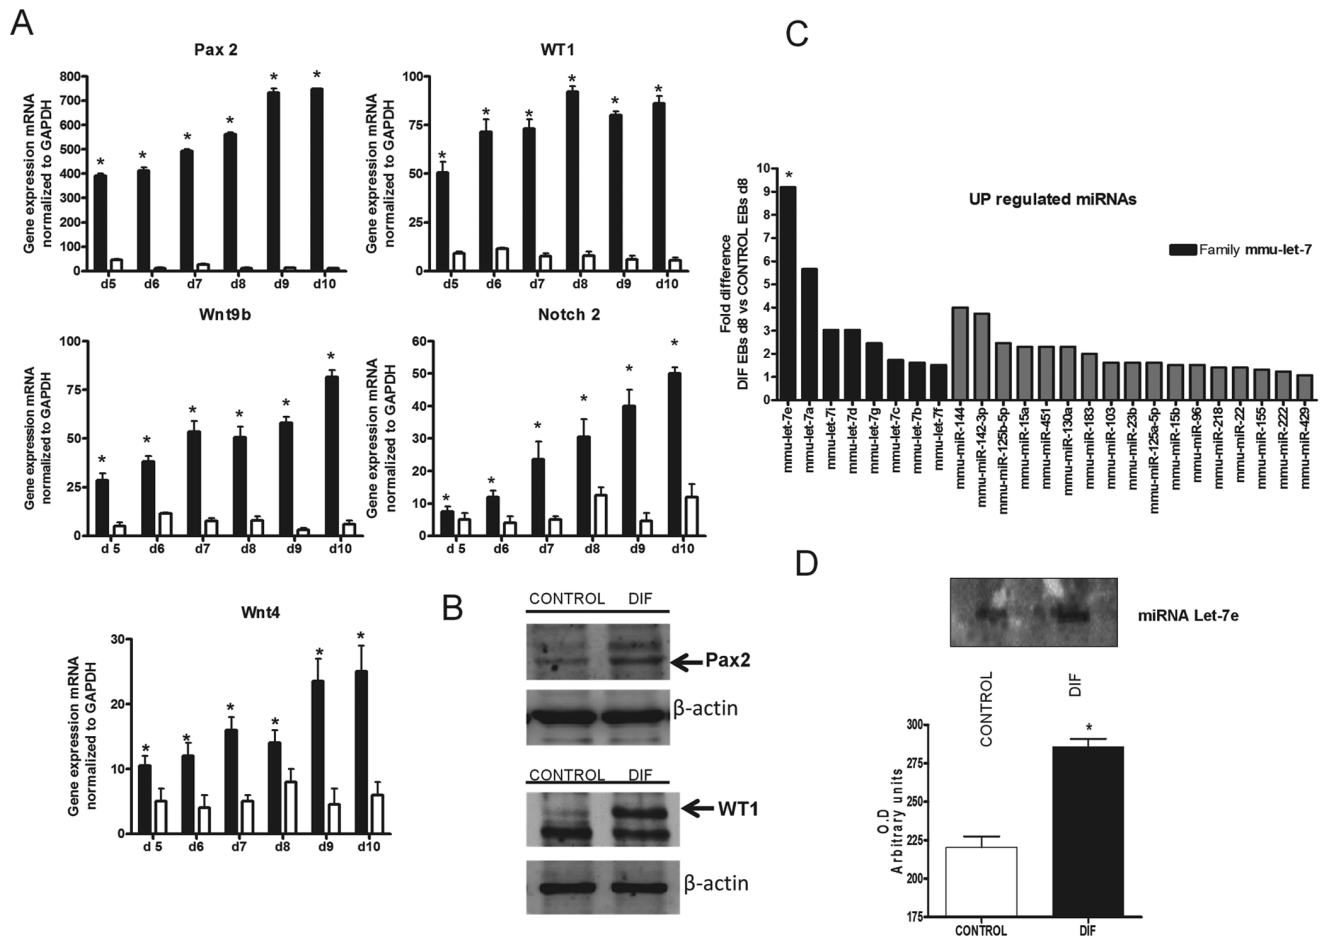 A
Pax 2
Gene expression mRNA
normalized to GAPDH
800
700
600
500
400
300
200
100
0
* * * * * *
d5 d6 d7 d8 d9 d10
WT1
Gene expression mRNA
normalized to GAPDH
100
75
50
25
0
* * * * * *
d5 d6 d7 d8 d9 d10
Wnt9b
Gene expression mRNA
normalized to GAPDH
100
75
50
25
0
* * * * * *
d 5 d6 d7 d8 d9 d10
Notch 2
Gene expression mRNA
normalized to GAPDH
60
50
40
30
20
10
0
* * * * * *
d 5 d6 d7 d8 d9 d10
Wnt4
Gene expression mRNA
normalized to GAPDH
30
20
10
0
* * * * * *
d 5 d6 d7 d8 d9 d10
B
CONTROL DIF
Pax2
β-actin
CONTROL DIF
WT1
β-actin
C
UP regulated miRNAs
Family mmu-let-7
Fold difference
DIF EBs d8 vs CONTROL EBs d8
10
9
8
7
6
5
4
3
2
1
0
*
mmu-let-7e
mmu-let-7a
mmu-let-7i
mmu-let-7d
mmu-let-7g
mmu-let-7c
mmu-let-7b
mmu-let-7f
mmu-miR-144
mmu-miR-142-3p
mmu-miR-125b-5p
mmu-miR-15a
mmu-miR-451
mmu-miR-130a
mmu-miR-183
mmu-miR-103
mmu-miR-23b
mmu-miR-125a-5p
mmu-miR-15b
mmu-miR-96
mmu-miR-218
mmu-miR-22
mmu-miR-155
mmu-miR-222
mmu-miR-429
D
miRNA Let-7e
CONTROL
DIF
O.D
Arbitrary units
300
275
250
225
200
175
*
CONTROL DIF